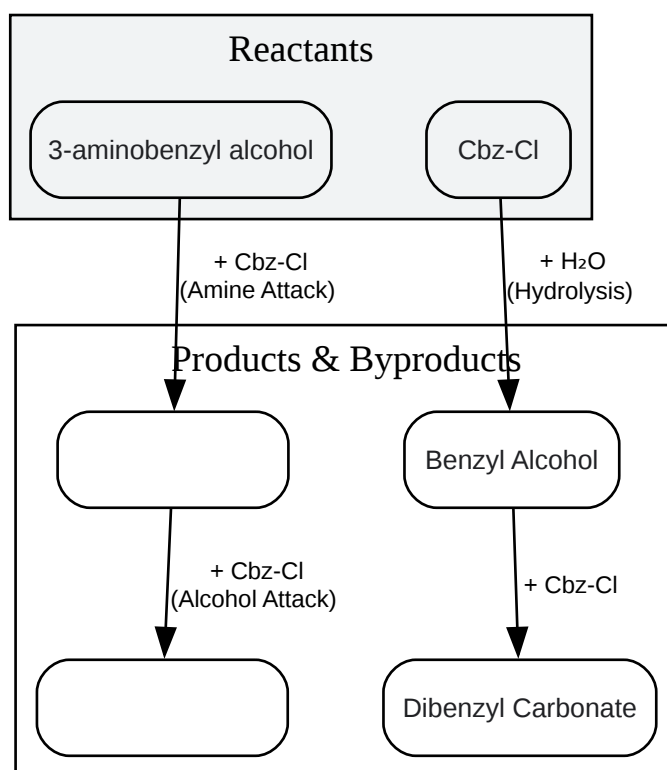 Reactants
3-aminobenzyl alcohol
Cbz-Cl
+ Cbz-Cl
(Amine Attack)
+ H₂O
(Hydrolysis)
Products & Byproducts
Benzyl Alcohol
+ Cbz-Cl
(Alcohol Attack)
+ Cbz-Cl
Dibenzyl Carbonate